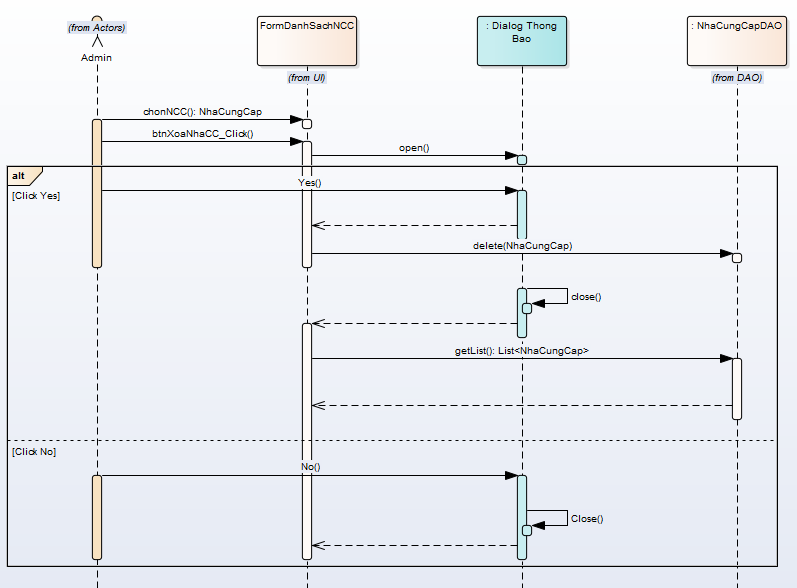 (from Actors)
Admin
FormDanhSachNCC
(from UI)
: Dialog Thong
Bao
: NhaCungCapDAO
(from DAO)
chonNCC(): NhaCungCap
btnXoaNhaCC_Click()
open()
alt
[Click Yes]
Yes()
delete(NhaCungCap)
close()
getList(): List<NhaCungCap>
[Click No]
No()
Close()